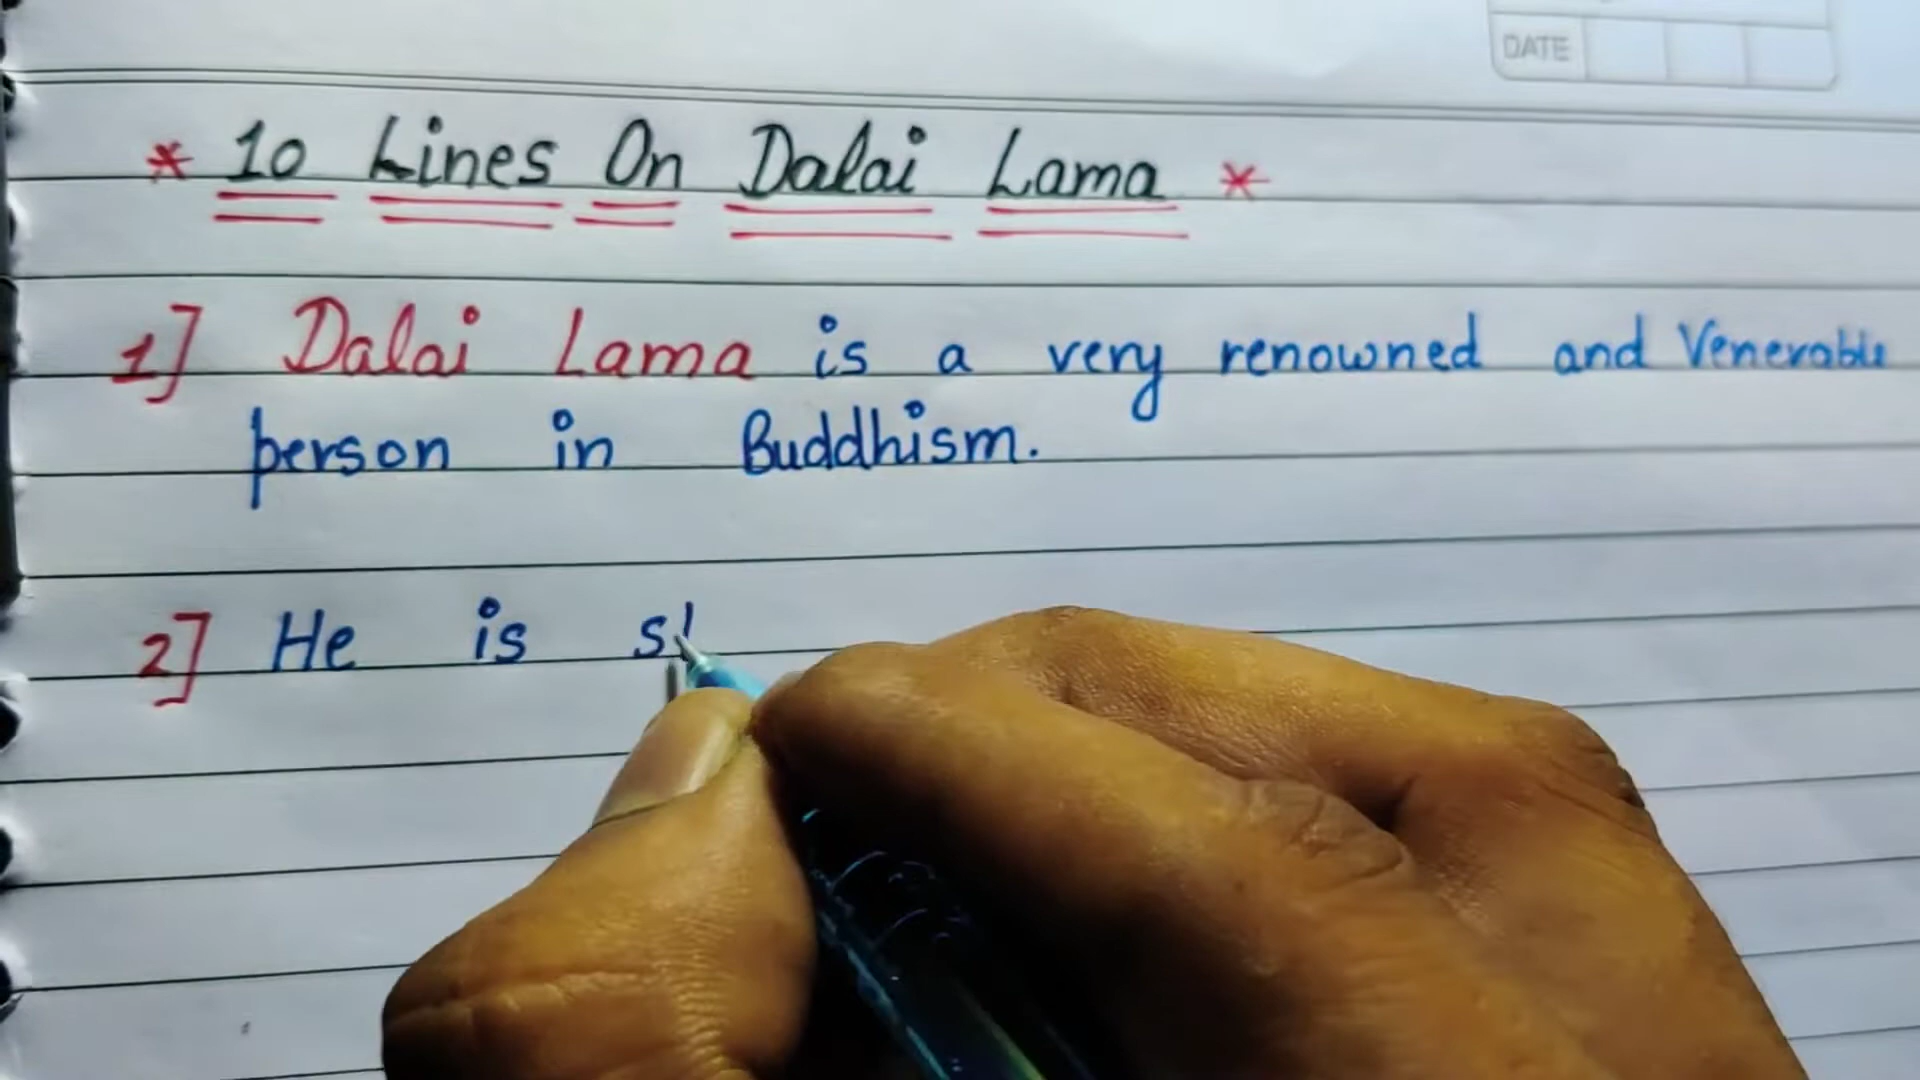 DATE
* 10 Lines On Dalai Lama *
1] Dalai Lama is a very renowned and Venerable
person in Buddhism.
2] He is